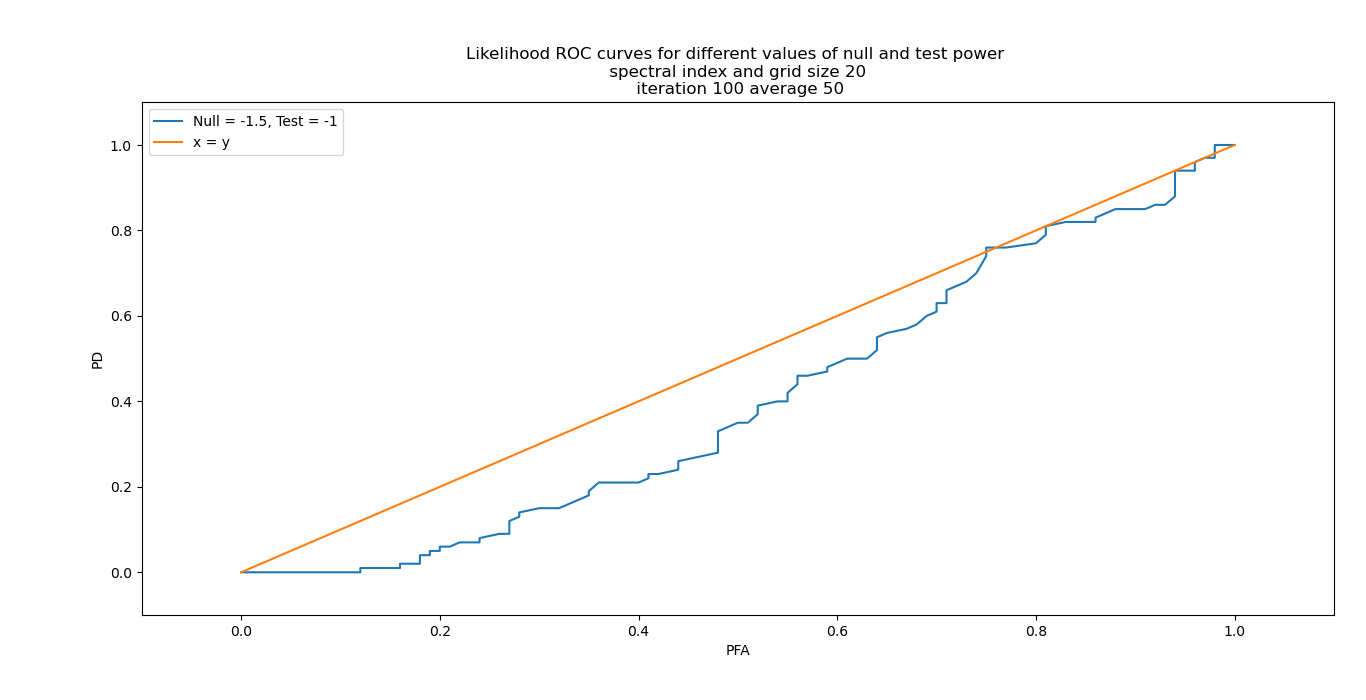 Likelihood ROC curves for different values of null and test power
spectral index and grid size 20
iteration 100 average 50
Null = -1.5, Test = -1
x = y
1.0
0.8
0.6
0.4
0.2
0.0
PD
0.0 0.2 0.4 0.6 0.8 1.0
PFA